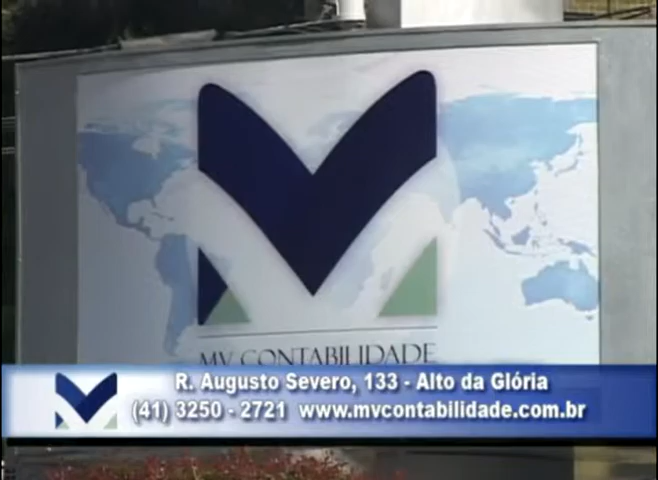 MV CONTABILIDADE
R. Augusto Severo, 133 - Alto da Glória
(41) 3250 - 2721 www.mvcontabilidade.com.br